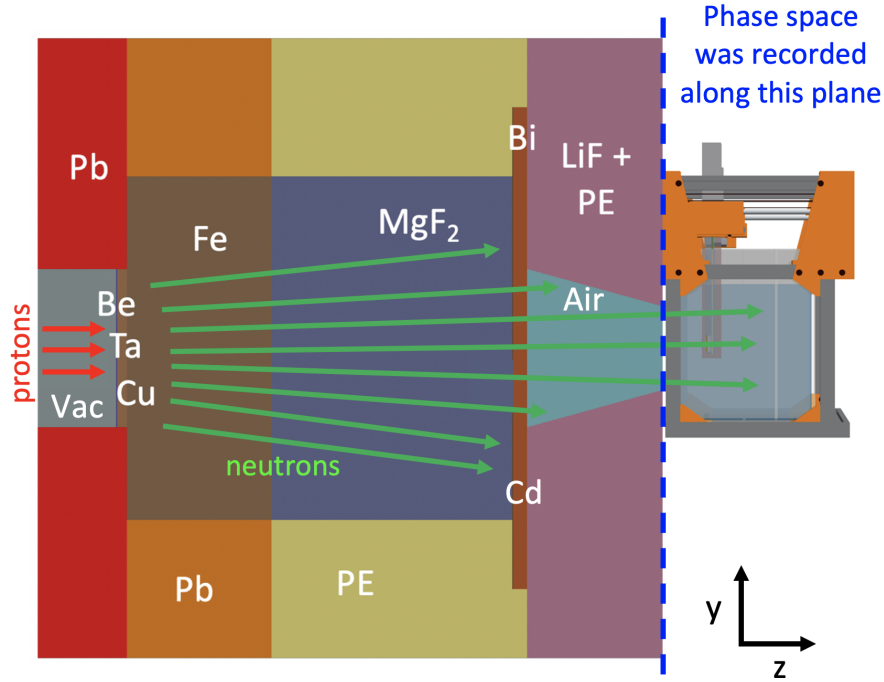 Phase space
was recorded
along this plane
Pb
Bi
LiF +
PE
Fe
MgF₂
Be
Air
Ta
protons
Vac
Cu
neutrons
Cd
Pb
PE
y
z